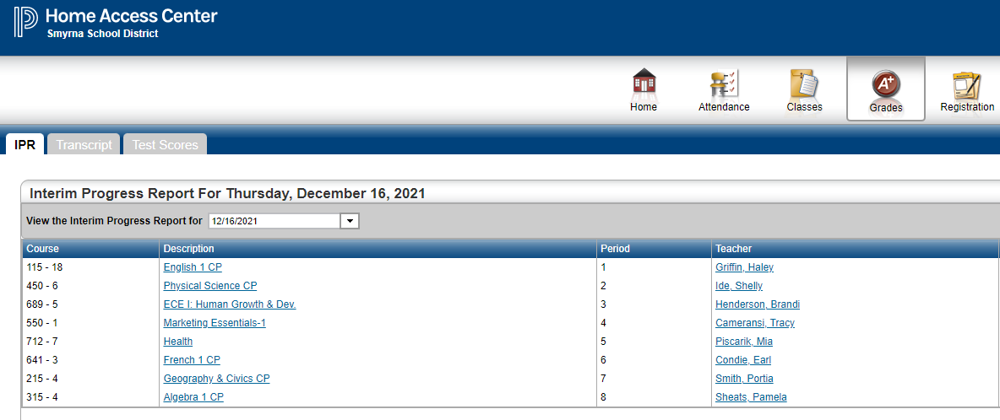 Home Access Center
Smyrna School District
Home Attendance Classes A+ Grades Registration
IPR Transcript Test Scores
Interim Progress Report For Thursday, December 16, 2021
View the Interim Progress Report for 12/16/2021
Course Description Period Teacher
115 - 18 English 1 CP 1 Griffin, Haley
450 - 6 Physical Science CP 2 Ide, Shelly
689 - 5 ECE I: Human Growth & Dev. 3 Henderson, Brandi
550 - 1 Marketing Essentials-1 4 Cameransi, Tracy
712 - 7 Health 5 Piscarik, Mia
641 - 3 French 1 CP 6 Condie, Earl
215 - 4 Geography & Civics CP 7 Smith, Portia
315 - 4 Algebra 1 CP 8 Sheats, Pamela